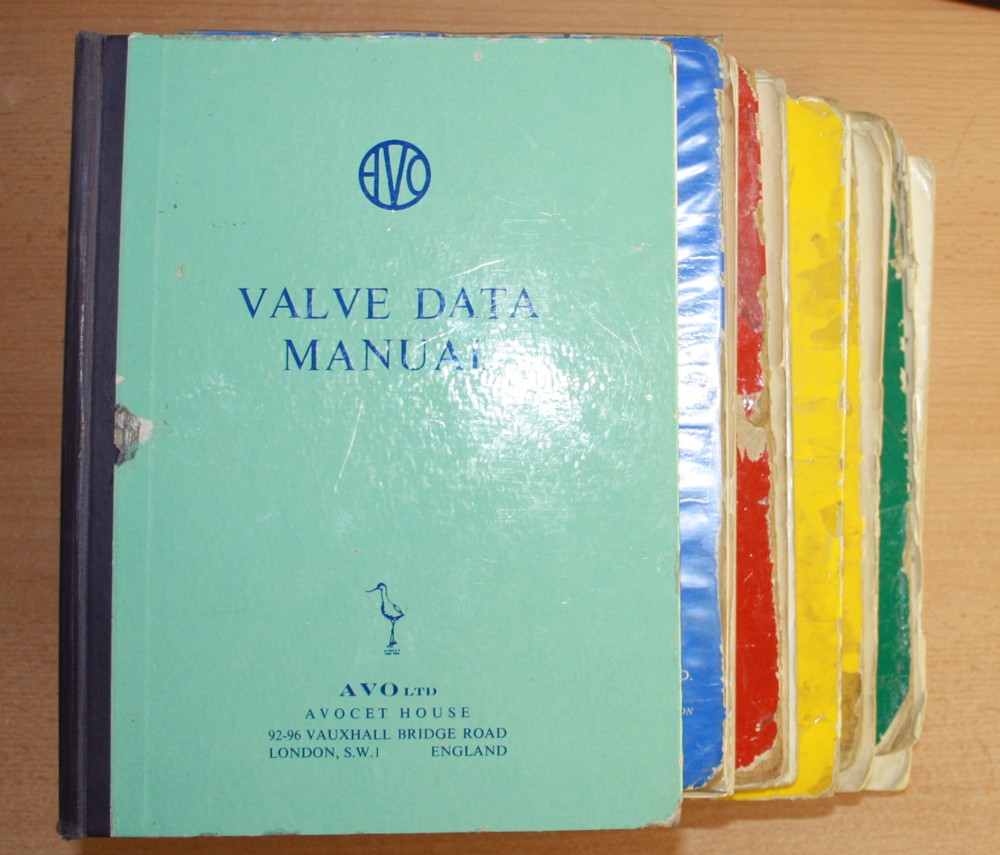 AVO
VALVE DATA
MANUAL
AVO LTD
AVOCET HOUSE
92-96 VAUXHALL BRIDGE ROAD
LONDON, S.W.1 ENGLAND